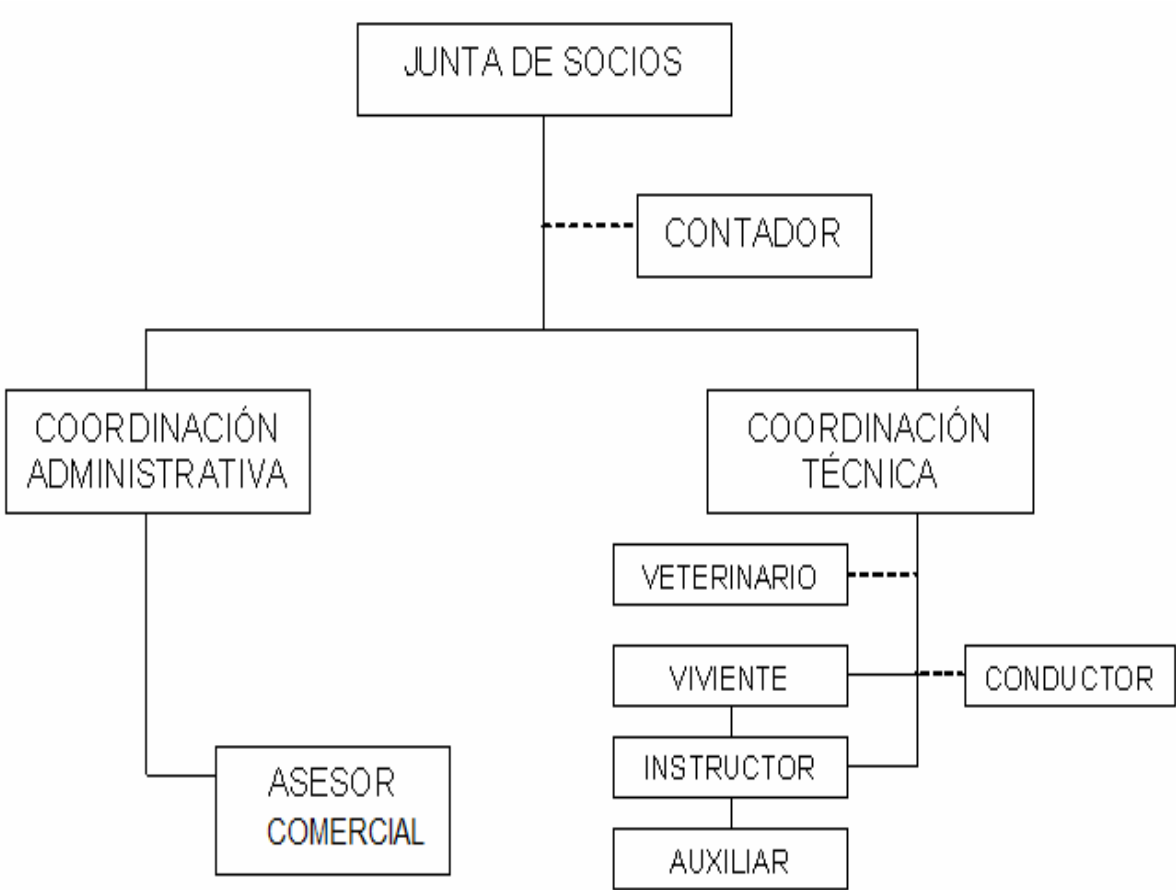 JUNTA DE SOCIOS
CONTADOR
COORDINACIÓN
ADMINISTRATIVA
COORDINACIÓN
TÉCNICA
VETERINARIO
VIVIENTE
CONDUCTOR
INSTRUCTOR
ASESOR
COMERCIAL
AUXILIAR